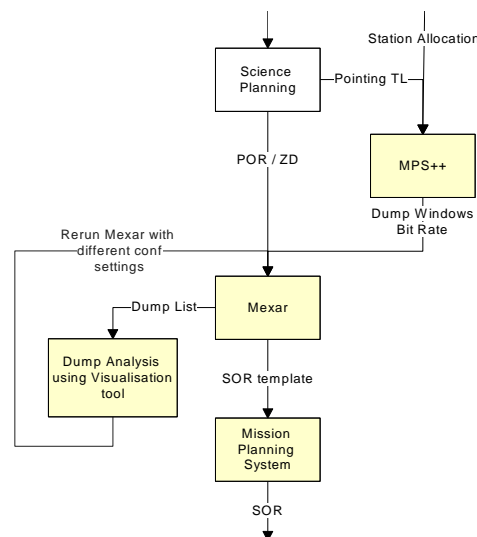 Station Allocation
Science
Planning
Pointing TL
MPS++
POR / ZD
Dump Windows
Bit Rate
Rerun Mexar with
different conf
settings
Mexar
Dump List
Dump Analysis
using Visualisation
tool
SOR template
Mission
Planning
System
SOR